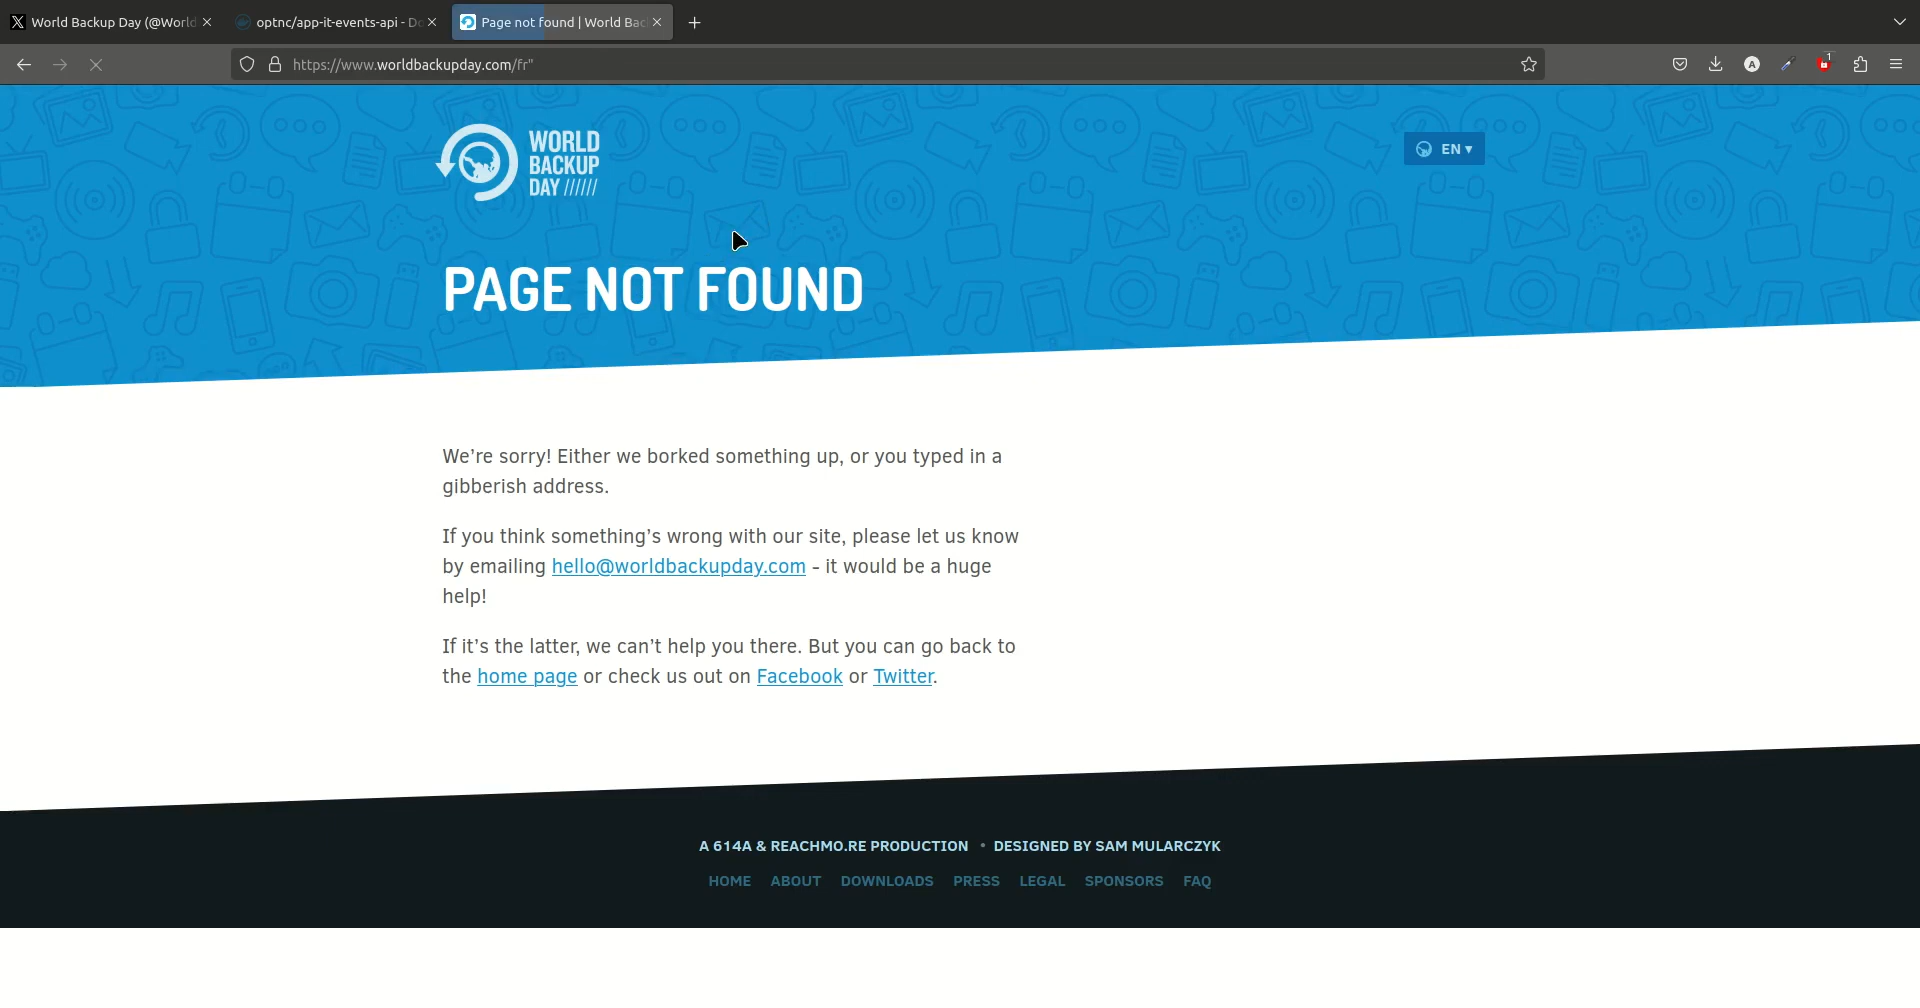 World Backup Day (@World
optnc/app-it-events-api - Do
Page not found | World Bac
https://www.worldbackupday.com/fr"
A
1
WORLD
BACKUP
DAY //////
EN ▾
PAGE NOT FOUND
We’re sorry! Either we borked something up, or you typed in a
gibberish address.
If you think something’s wrong with our site, please let us know
by emailing hello@worldbackupday.com - it would be a huge
help!
If it’s the latter, we can’t help you there. But you can go back to
the home page or check us out on Facebook or Twitter.
A 614A & REACHMO.RE PRODUCTION • DESIGNED BY SAM MULARCZYK
HOME ABOUT DOWNLOADS PRESS LEGAL SPONSORS FAQ